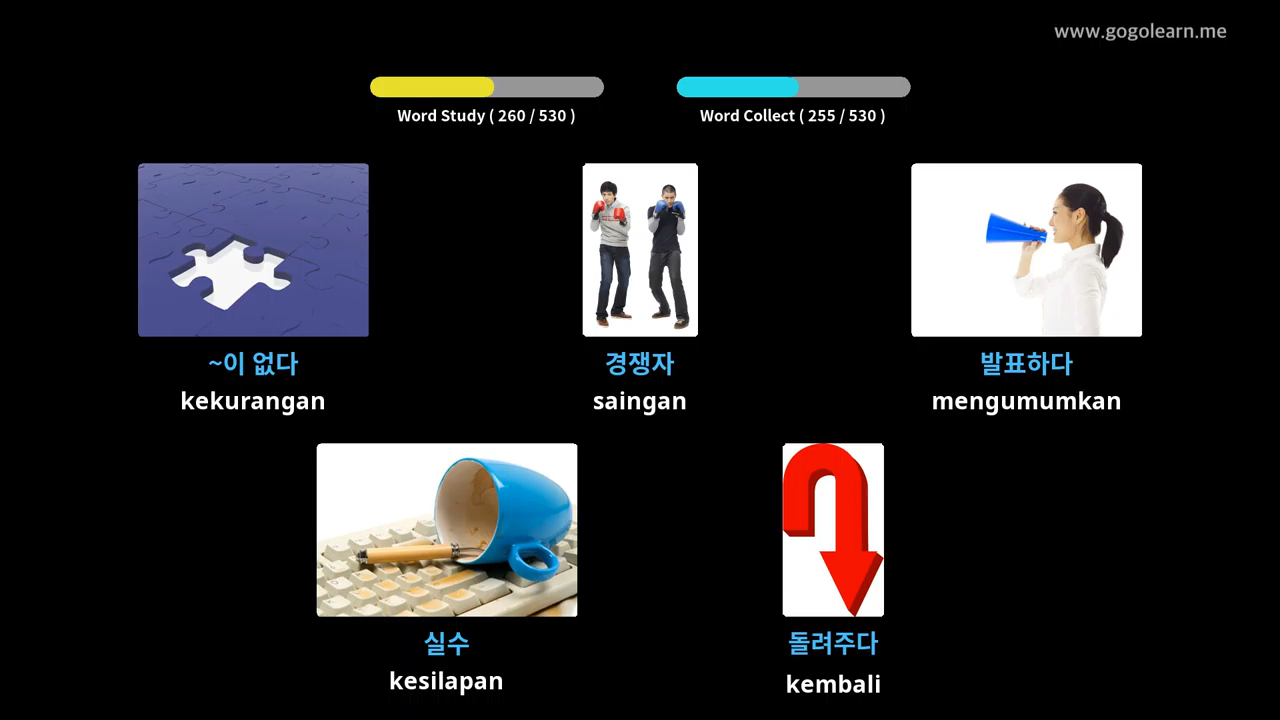 www.gogolearn.me
Word Study ( 260 / 530 )
Word Collect ( 255 / 530 )
~이 없다
kekurangan
경쟁자
saingan
발표하다
mengumumkan
실수
kesilapan
돌려주다
kembali